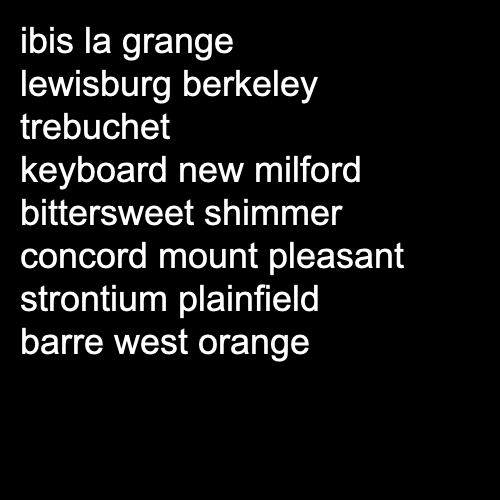 ibis la grange
lewisburg berkeley
trebuchet
keyboard new milford
bittersweet shimmer
concord mount pleasant
strontium plainfield
barre west orange